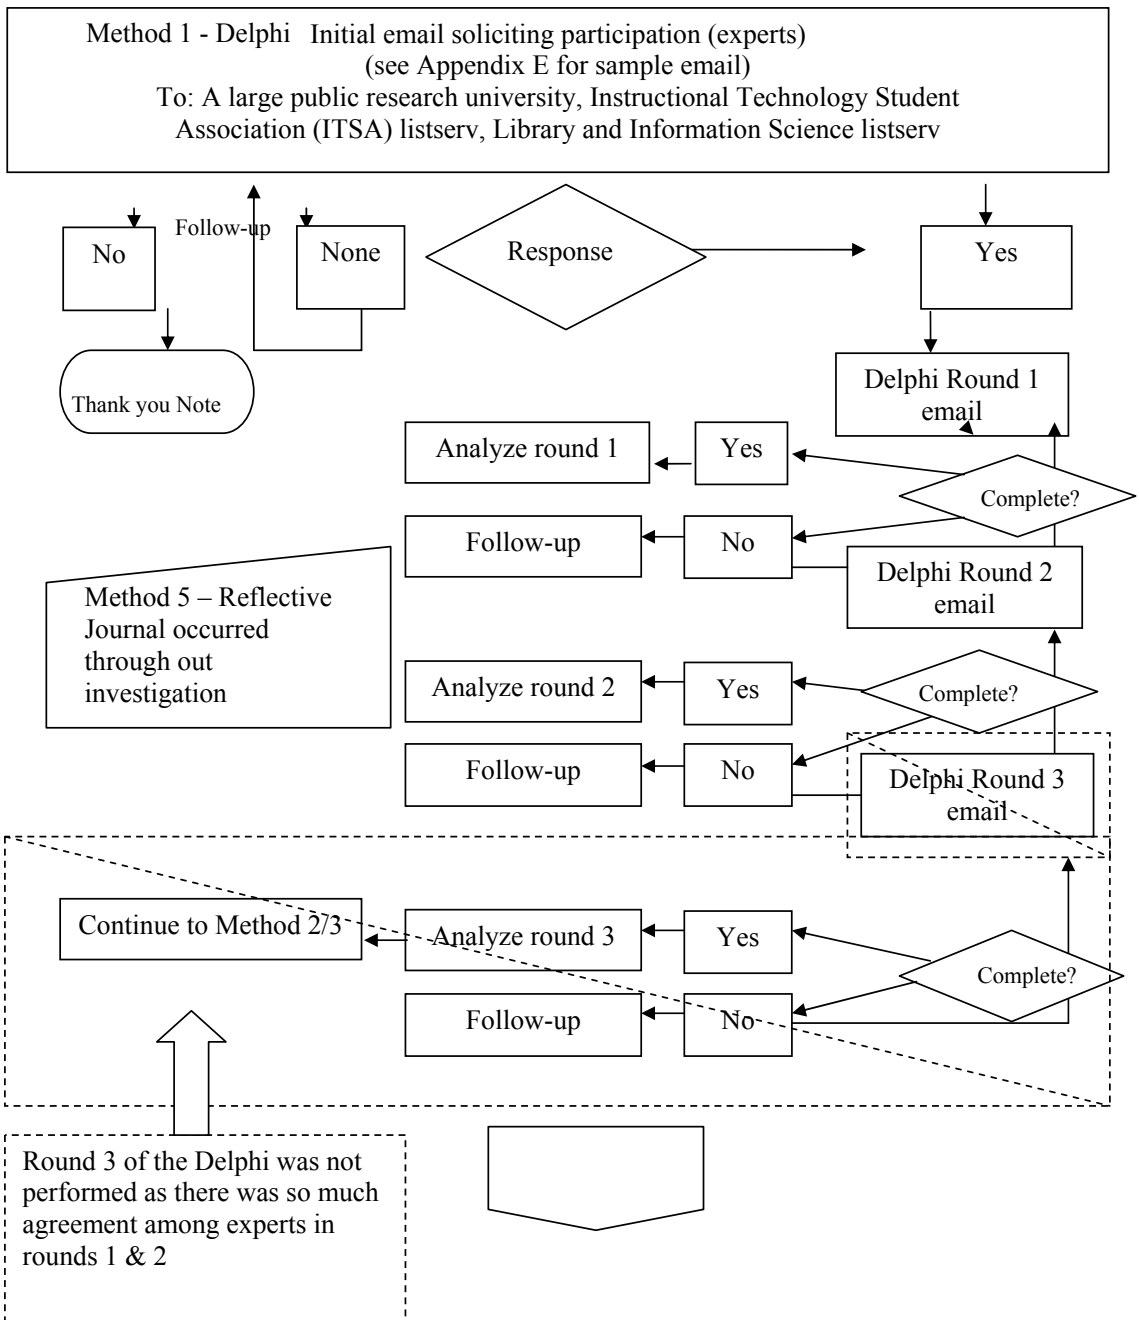 Method 1 - Delphi Initial email soliciting participation (experts)
(see Appendix E for sample email)
To: A large public research university, Instructional Technology Student
Association (ITSA) listserv, Library and Information Science listserv
No
Follow-up
None
Response
Yes
Thank you Note
Delphi Round 1
email
Analyze round 1
Yes
Complete?
Follow-up
No
Delphi Round 2
email
Method 5 – Reflective
Journal occurred
through out
investigation
Analyze round 2
Yes
Complete?
Follow-up
No
Delphi Round 3
email
Continue to Method 2/3
Analyze round 3
Yes
Complete?
Follow-up
No
Round 3 of the Delphi was not
performed as there was so much
agreement among experts in
rounds 1 & 2